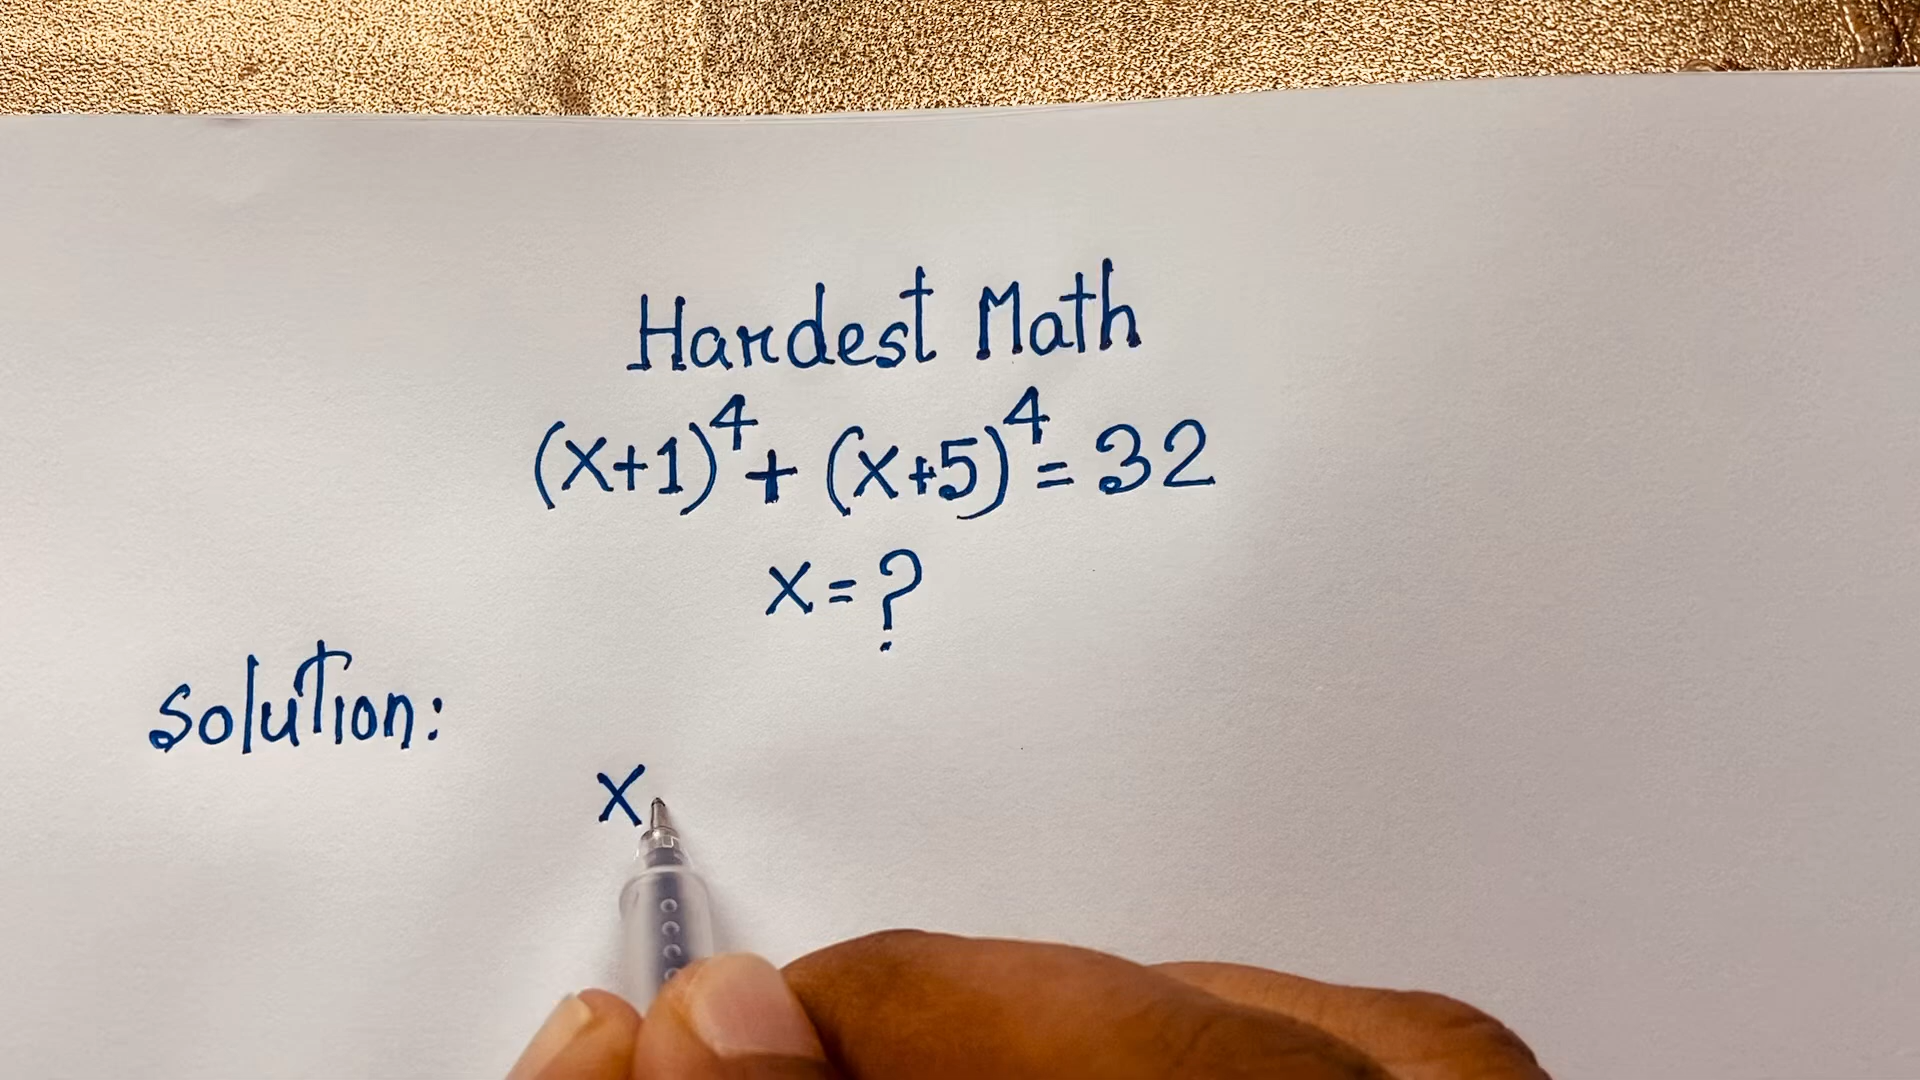 Hardest Math
(x+1)⁴+(x+5)⁴=32
x=?
Solution:
x